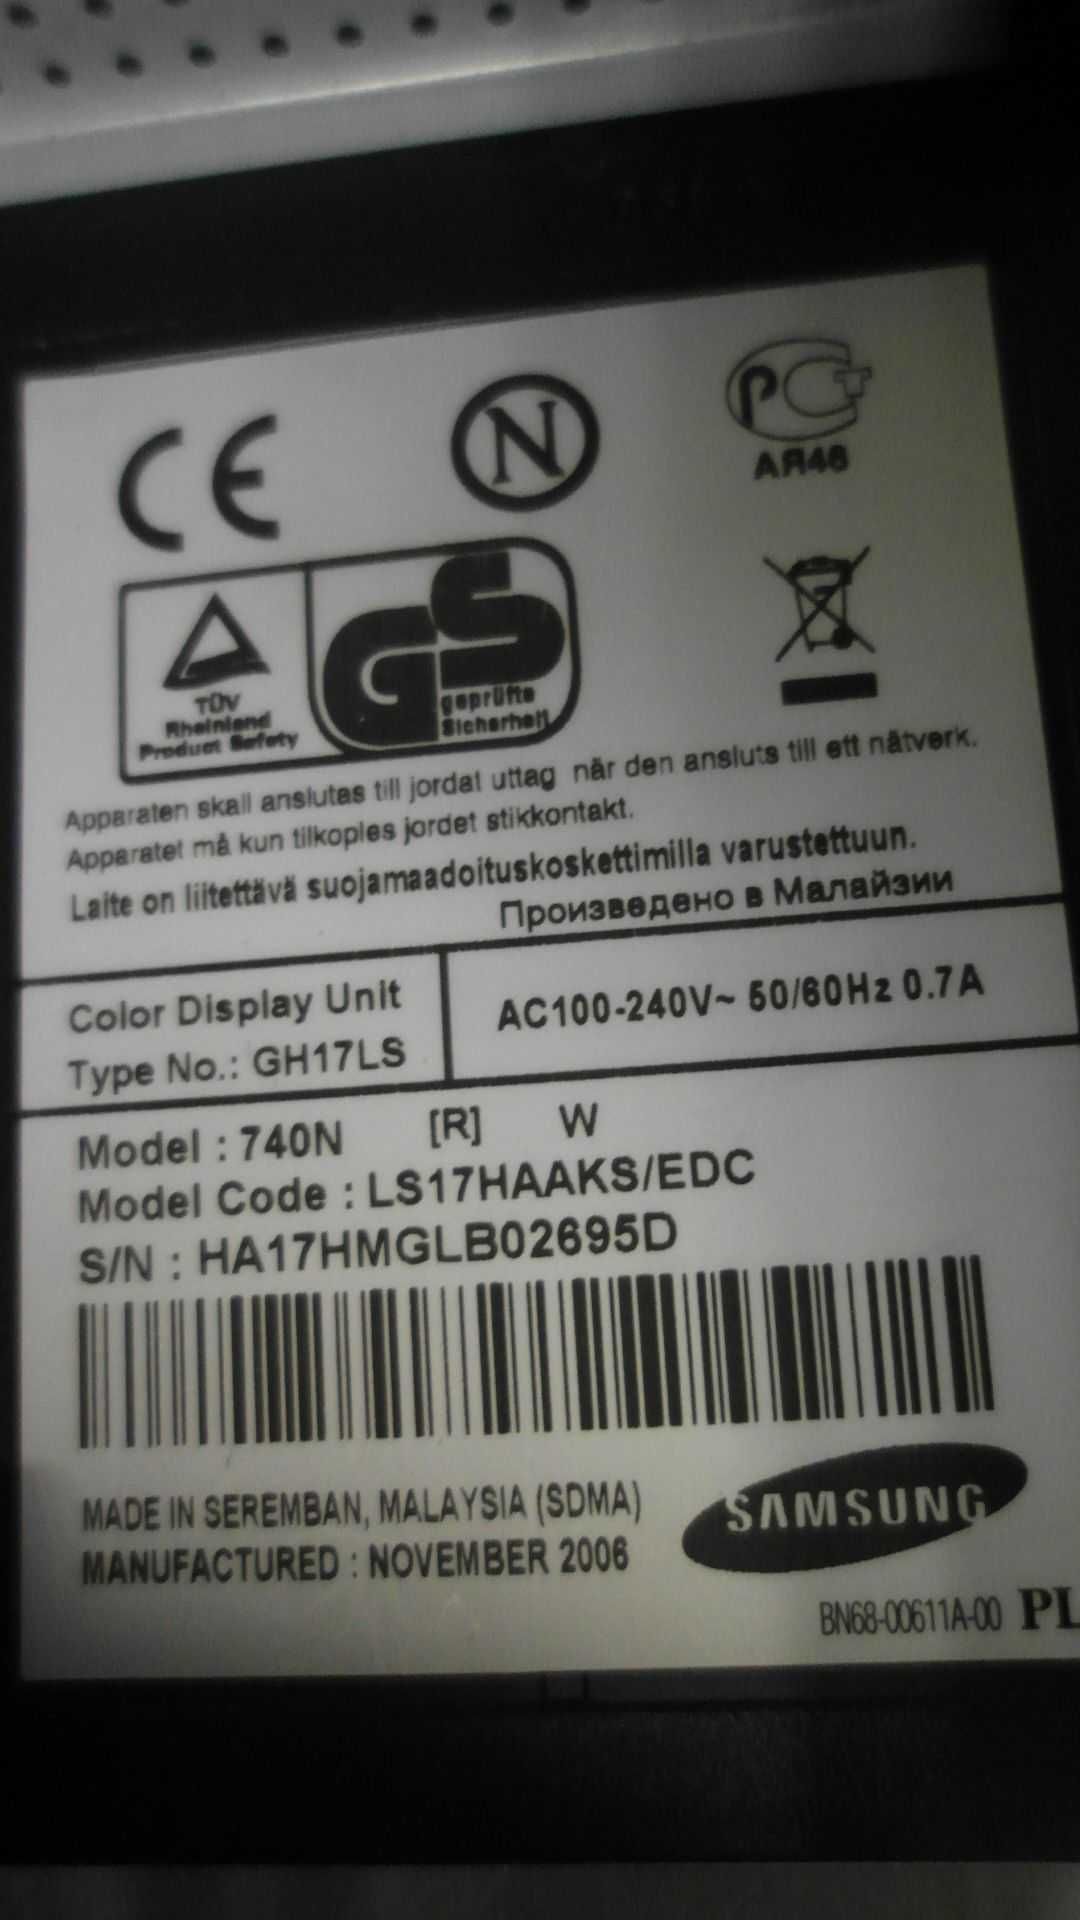 CE N PCT
АЯ46
TÜV
Rheinland
Product Safety
GS
geprüfte
Sicherheit
Apparaten skall anslutas till jordat uttag när den ansluts till ett nätverk.
Apparatet må kun tilkoples jordet stikkontakt.
Laite on liitettävä suojamaadoituskoskettimilla varustettuun.
Произведено в Малайзии
Color Display Unit
Type No.: GH17LS
AC100-240V~ 50/60Hz 0.7A
Model : 740N [R] W
Model Code : LS17HAAKS/EDC
S/N : HA17HMGLB02695D
MADE IN SEREMBAN, MALAYSIA (SDMA)
MANUFACTURED : NOVEMBER 2006
SAMSUNG
BN68-00611A-00 PL